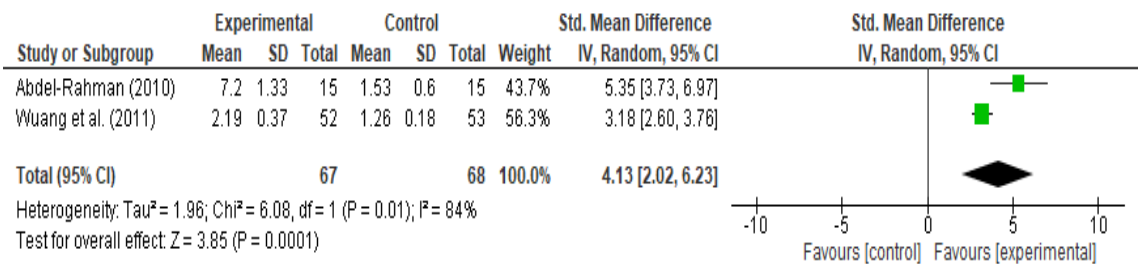 Experimental Control Std. Mean Difference Std. Mean Difference
Study or Subgroup Mean SD Total Mean SD Total Weight IV, Random, 95% CI IV, Random, 95% CI
Abdel-Rahman (2010) 7.2 1.33 15 1.53 0.6 15 43.7% 5.35 [3.73, 6.97]
Wuang et al. (2011) 2.19 0.37 52 1.26 0.18 53 56.3% 3.18 [2.60, 3.76]
Total (95% CI) 67 68 100.0% 4.13 [2.02, 6.23]
Heterogeneity: Tau² = 1.96; Chi² = 6.08, df = 1 (P = 0.01); I² = 84%
Test for overall effect: Z = 3.85 (P = 0.0001)
-10 -5 0 5 10
Favours [control] Favours [experimental]